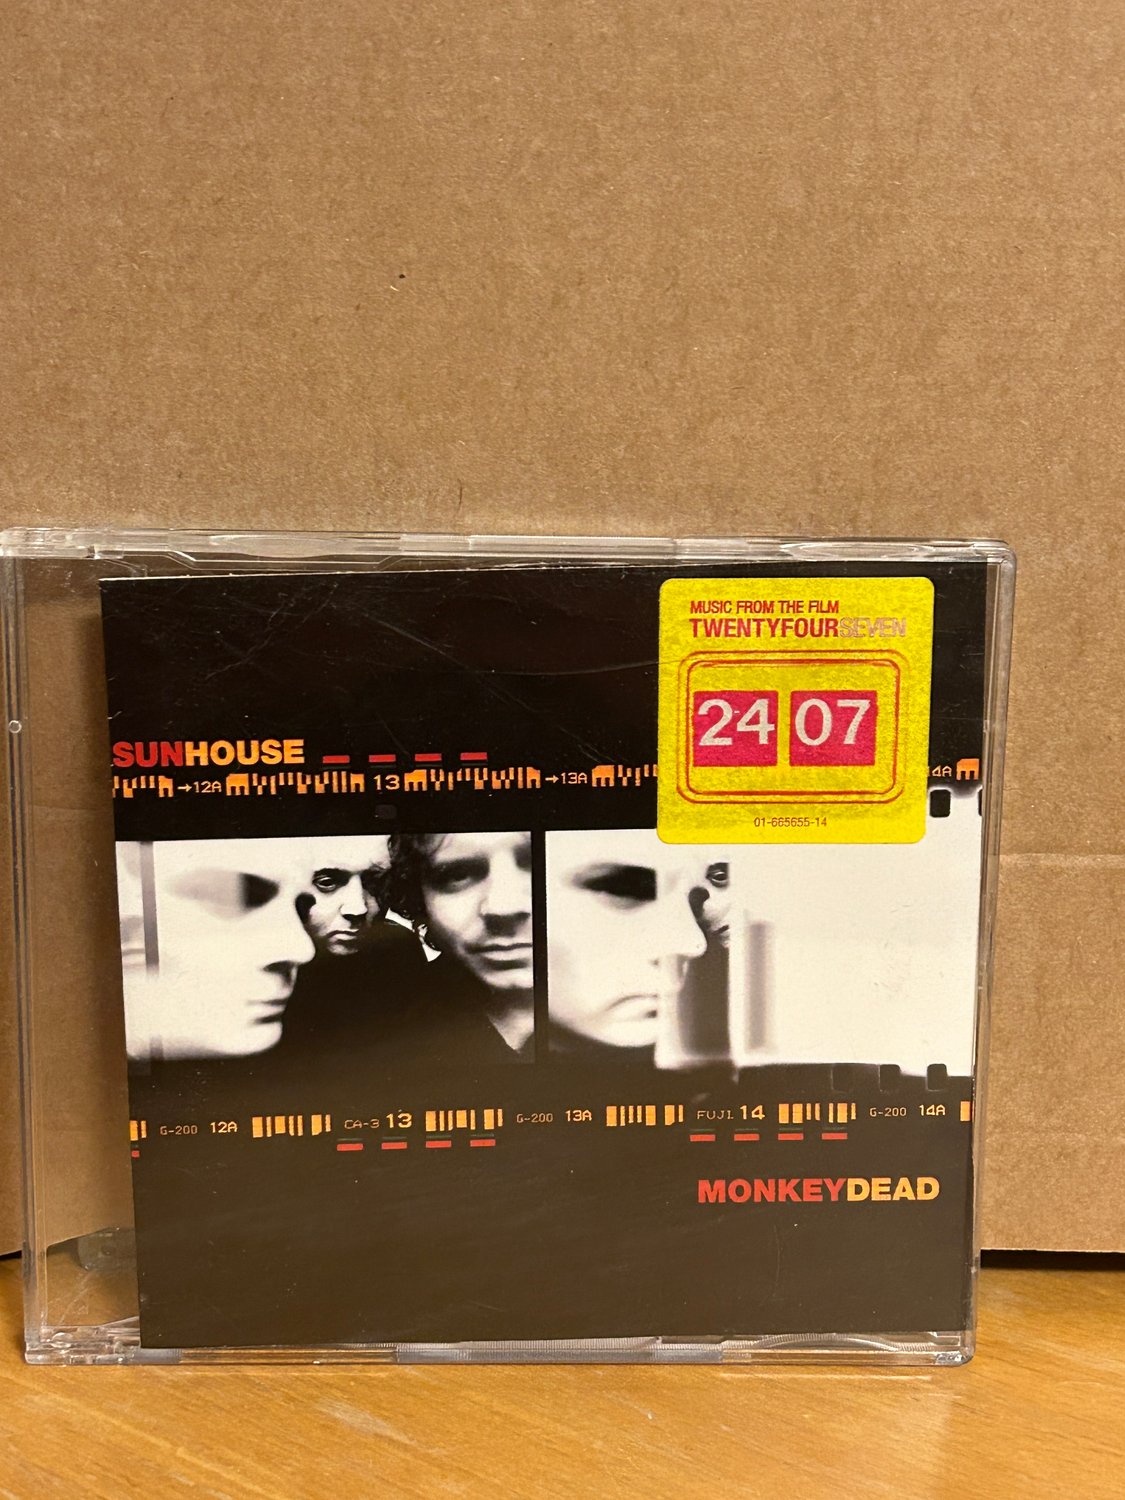 MUSIC FROM THE FILM
TWENTYFOURSEVEN
24 07
01-665655-14
SUNHOUSE
→12A 13 →13A 14A
G-200 12A CA-3 13 G-200 13A FUJI 14 G-200 14A
MONKEYDEAD